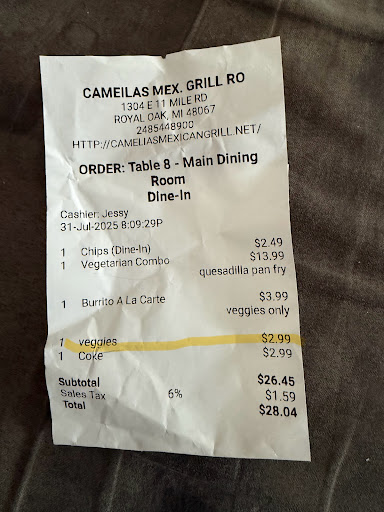 CAMEILAS MEX. GRILL RO
1304 E 11 MILE RD
ROYAL OAK, MI 48067
2485448900
HTTP://CAMELIASMEXICANGRILL.NET/
ORDER: Table 8 - Main Dining
Room
Dine-In
Cashier: Jessy
31-Jul-2025 8:09:29P
1 Chips (Dine-In) $2.49
1 Vegetarian Combo $13.99
quesadilla pan fry
1 Burrito A La Carte $3.99
veggies only
1 veggies $2.99
1 Coke $2.99
Subtotal $26.45
Sales Tax 6% $1.59
Total $28.04